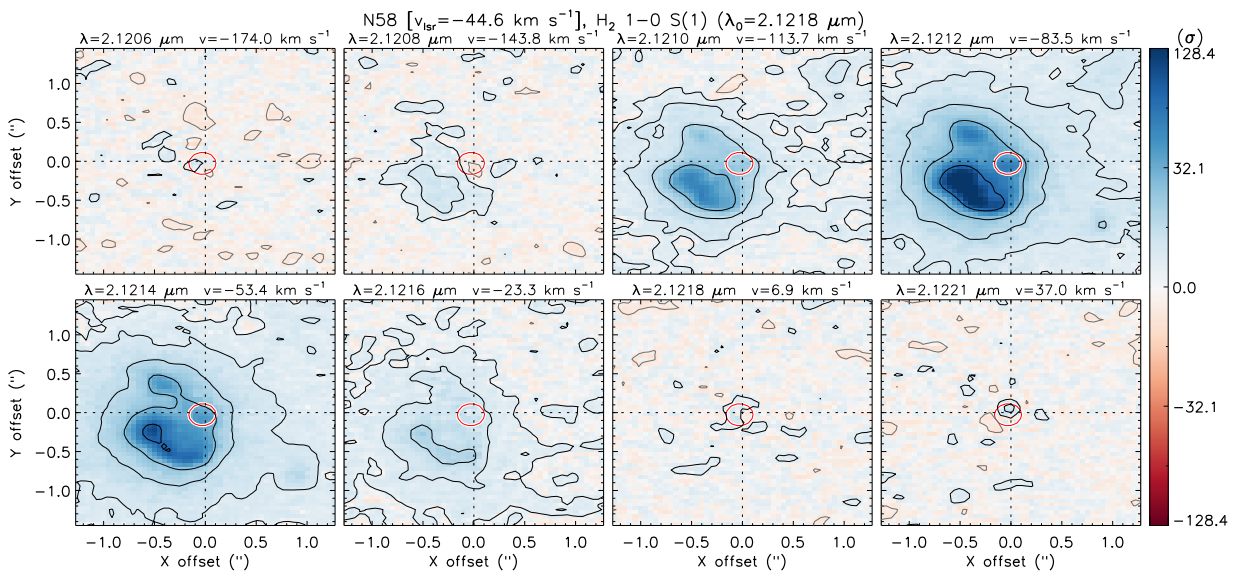 N58 [v_lsr=−44.6 km s⁻¹], H₂ 1−0 S(1) (λ₀=2.1218 μm)
λ=2.1206 μm v=−174.0 km s⁻¹
λ=2.1208 μm v=−143.8 km s⁻¹
λ=2.1210 μm v=−113.7 km s⁻¹
λ=2.1212 μm v=−83.5 km s⁻¹
(σ)
128.4
32.1
0.0
−32.1
−128.4
1.0
0.5
0.0
−0.5
−1.0
Y offset (")
λ=2.1214 μm v=−53.4 km s⁻¹
λ=2.1216 μm v=−23.3 km s⁻¹
λ=2.1218 μm v=6.9 km s⁻¹
λ=2.1221 μm v=37.0 km s⁻¹
1.0
0.5
0.0
−0.5
−1.0
Y offset (")
−1.0 −0.5 0.0 0.5 1.0
−1.0 −0.5 0.0 0.5 1.0
−1.0 −0.5 0.0 0.5 1.0
−1.0 −0.5 0.0 0.5 1.0
X offset (")
X offset (")
X offset (")
X offset (")